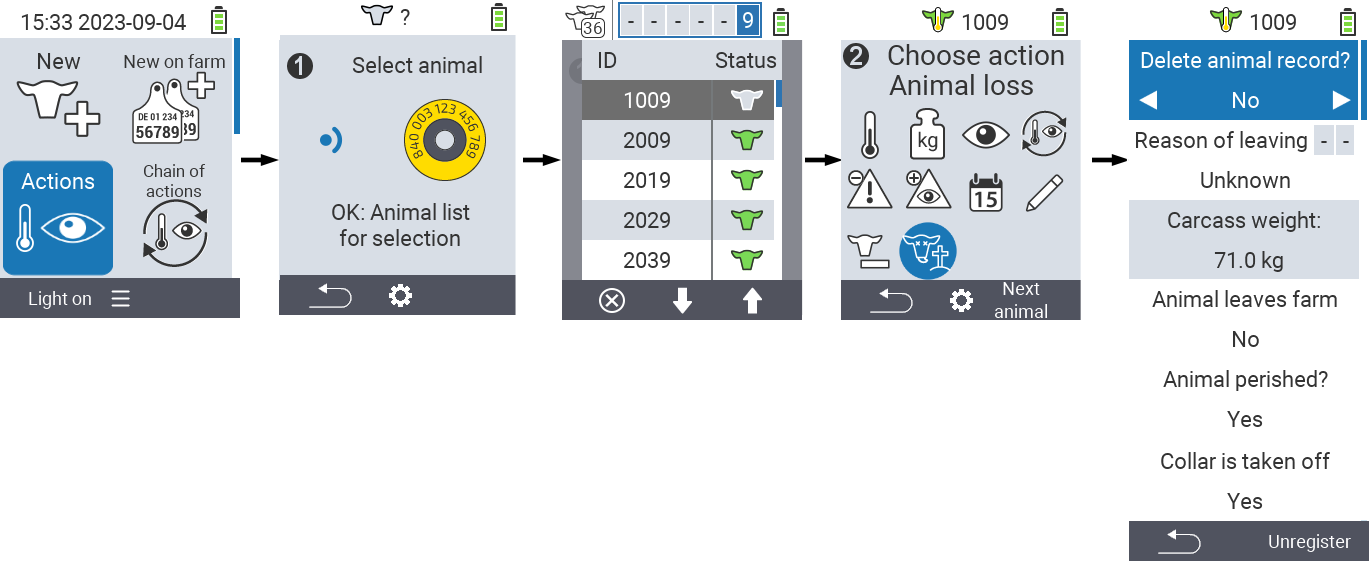 15:33 2023-09-04
New
New on farm
DE 01 234
56789
234
89
Actions
Chain of
actions
Light on
?
1
Select animal
840 003 123 456 789
OK: Animal list
for selection
36
- - - - - 9
ID Status
1009
2009
2019
2029
2039
1009
2
Choose action
Animal loss
kg
15
Next
animal
1009
Delete animal record?
No
Reason of leaving - -
Unknown
Carcass weight:
71.0 kg
Animal leaves farm
No
Animal perished?
Yes
Collar is taken off
Yes
Unregister